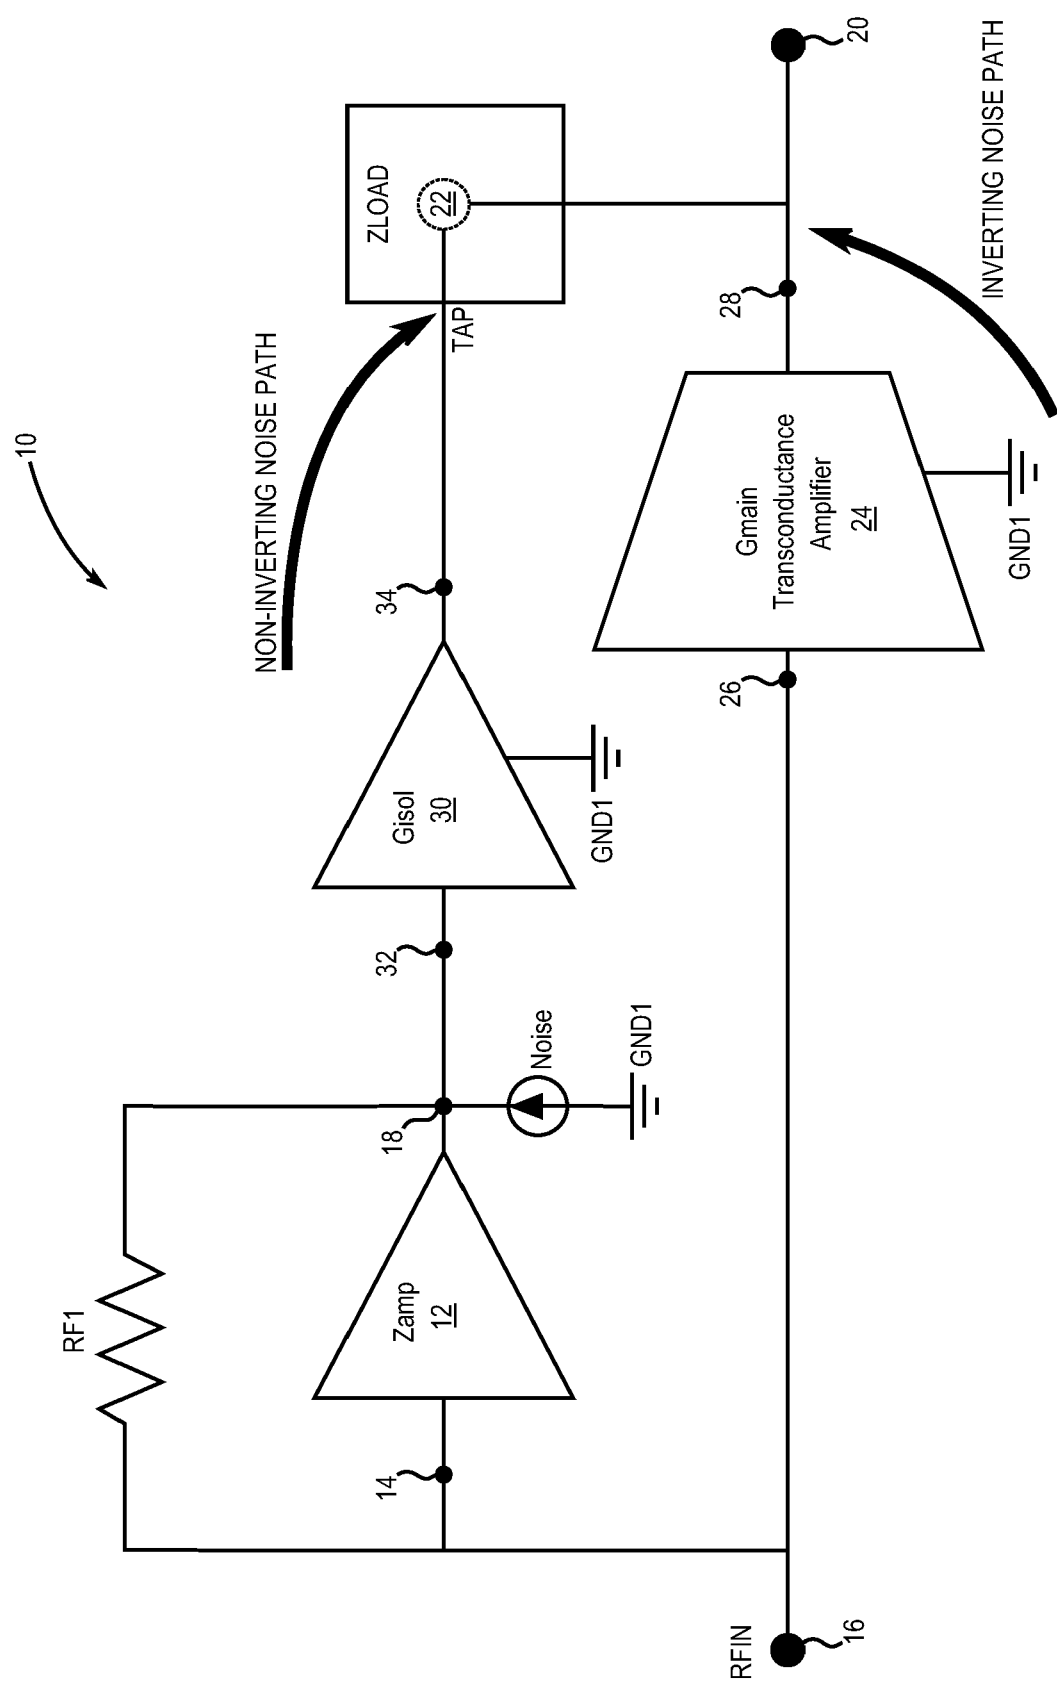 10
RF1
Zamp
12
14
18
Noise
GND1
32
Gisol
30
GND1
34
NON-INVERTING NOISE PATH
TAP
ZLOAD
22
RFIN
16
26
Gmain
Transconductance
Amplifier
24
GND1
28
20
INVERTING NOISE PATH